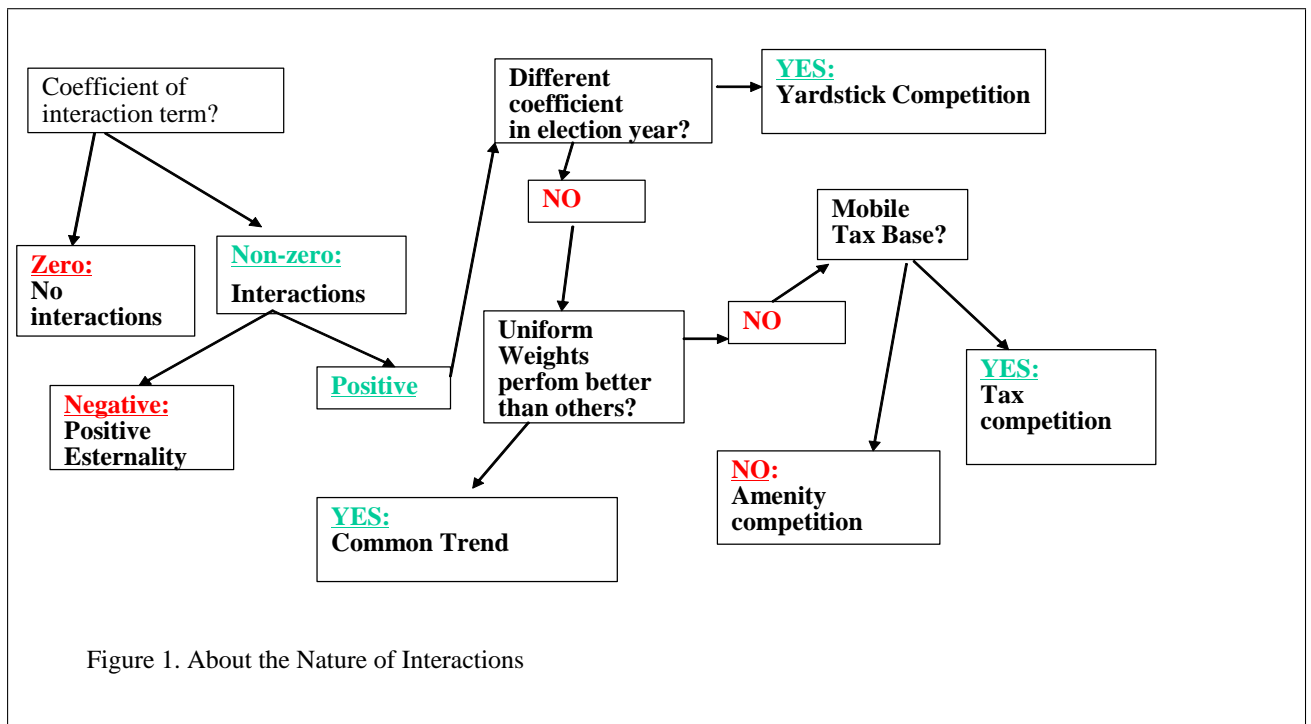 Coefficient of
interaction term?
Zero:
No
interactions
Non-zero:
Interactions
Negative:
Positive
Esternality
Positive
Different
coefficient
in election year?
YES:
Yardstick Competition
NO
Uniform
Weights
perfom better
than others?
YES:
Common Trend
NO
Mobile
Tax Base?
NO:
Amenity
competition
YES:
Tax
competition
Figure 1. About the Nature of Interactions